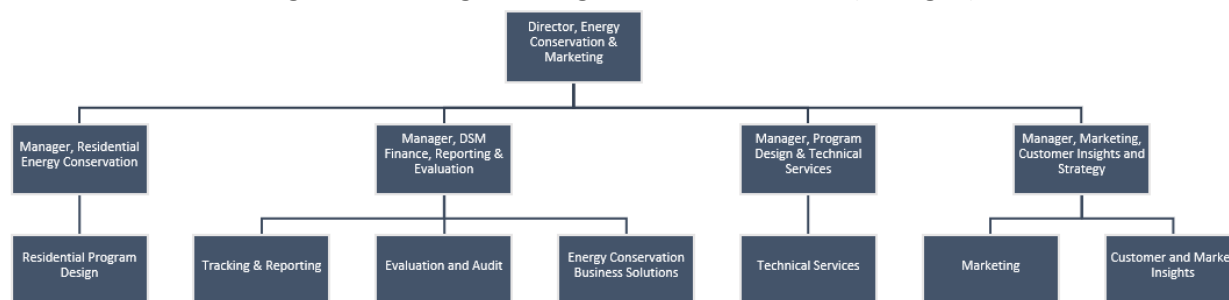 Director, Energy
Conservation &
Marketing
Manager, Residential
Energy Conservation
Manager, DSM
Finance, Reporting &
Evaluation
Manager, Program
Design & Technical
Services
Manager, Marketing,
Customer Insights and
Strategy
Residential Program
Design
Tracking & Reporting
Evaluation and Audit
Energy Conservation
Business Solutions
Technical Services
Marketing
Customer and Marke
Insights